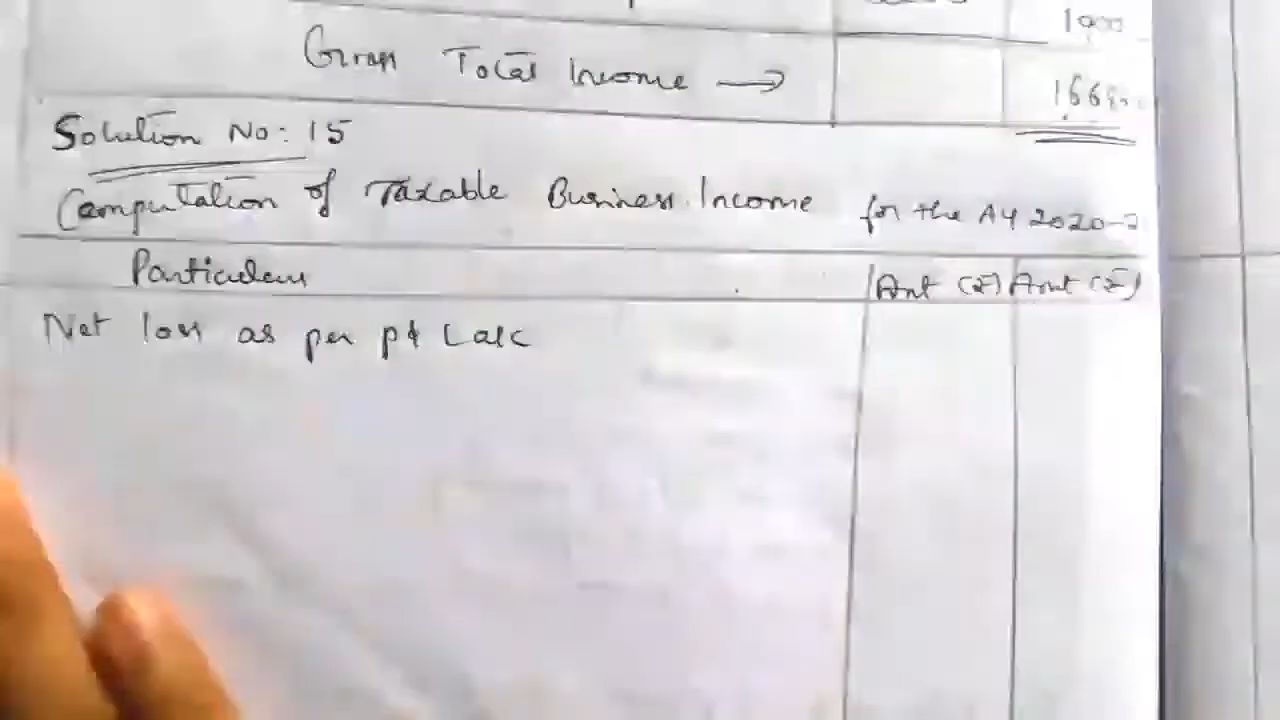 Gross Total Income →
Solution No: 15
Computation of Taxable Business Income for the AY 2020-2
Particulars Amt (₹) Amt (₹)
Net loss as per P & L a/c